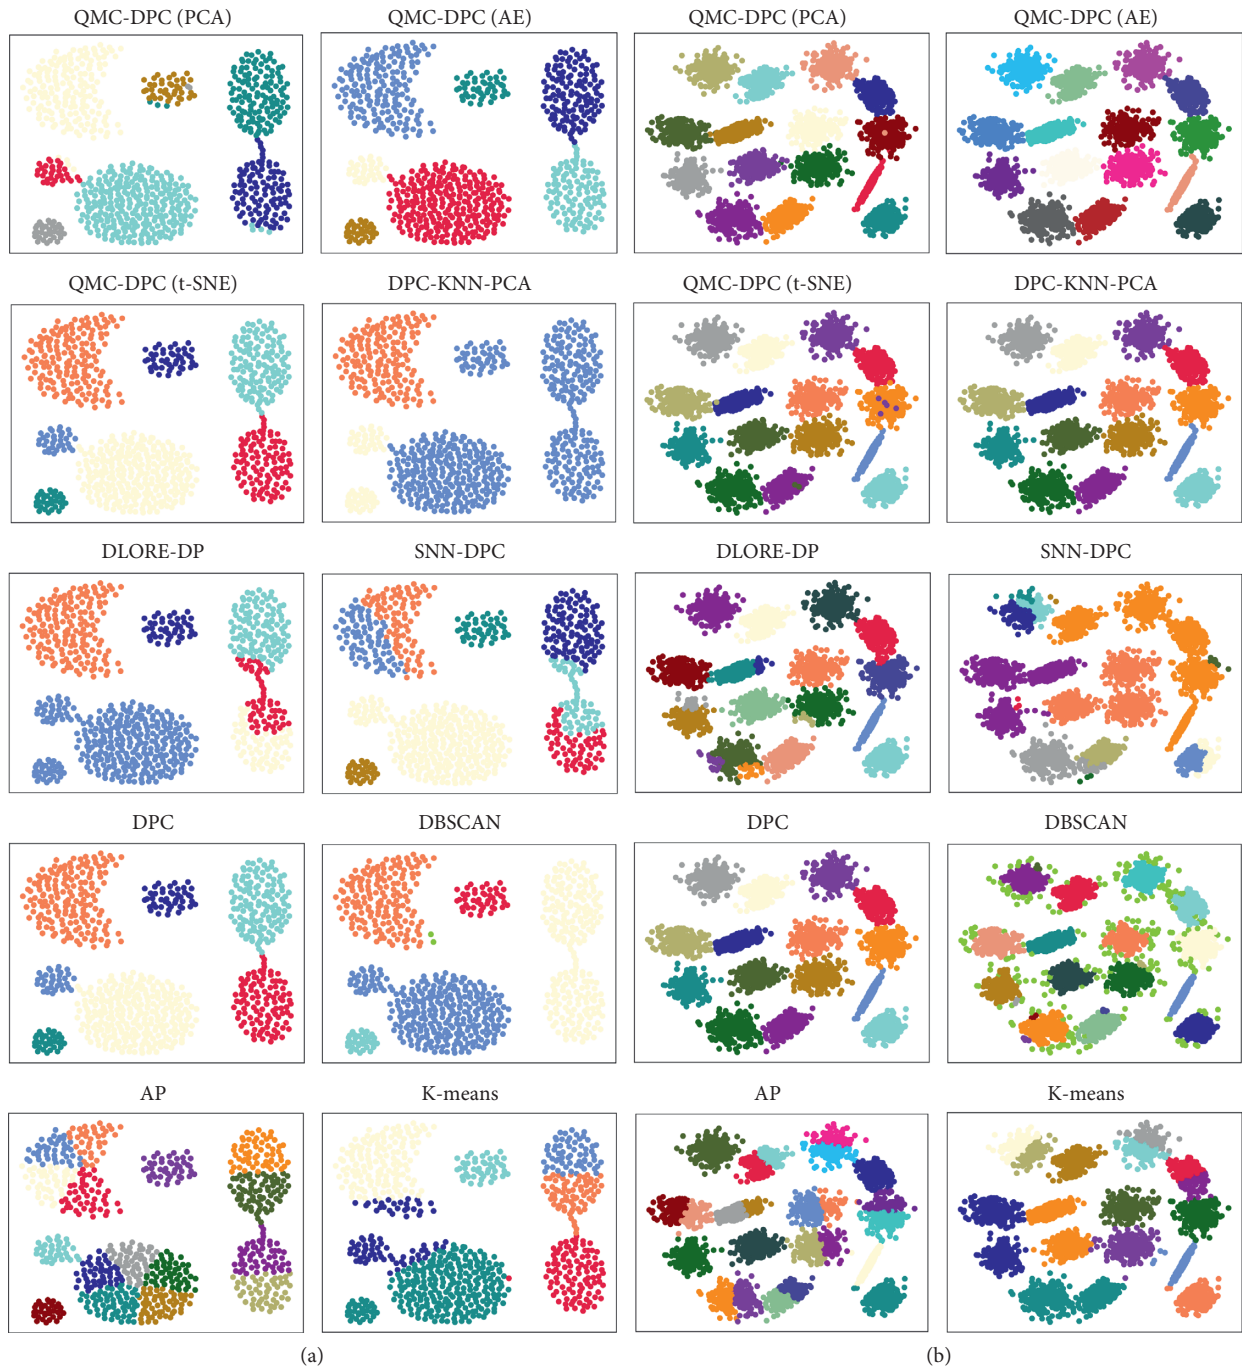 QMC-DPC (PCA)
QMC-DPC (AE)
QMC-DPC (PCA)
QMC-DPC (AE)
QMC-DPC (t-SNE)
DPC-KNN-PCA
QMC-DPC (t-SNE)
DPC-KNN-PCA
DLORE-DP
SNN-DPC
DLORE-DP
SNN-DPC
DPC
DBSCAN
DPC
DBSCAN
AP
K-means
AP
K-means
(a)
(b)